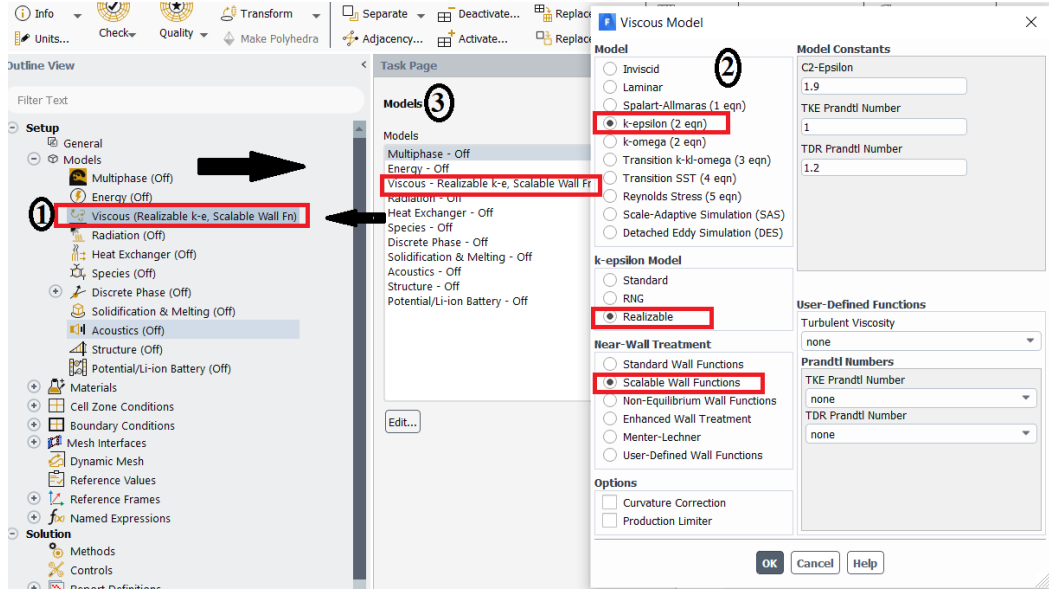 Info
Units...
Check
Quality
Transform
Make Polyhedra
Separate
Adjacency...
Deactivate...
Activate...
Replace
Replace
Outline View
<
Filter Text
Setup
General
Models
Multiphase (Off)
Energy (Off)
1
Viscous (Realizable k-e, Scalable Wall Fn)
Radiation (Off)
Heat Exchanger (Off)
Species (Off)
Discrete Phase (Off)
Solidification & Melting (Off)
Acoustics (Off)
Structure (Off)
Potential/Li-ion Battery (Off)
Materials
Cell Zone Conditions
Boundary Conditions
Mesh Interfaces
Dynamic Mesh
Reference Values
Reference Frames
Named Expressions
Solution
Methods
Controls
Report Definitions
Task Page
Models 3
Models
Multiphase - Off
Energy - Off
Viscous - Realizable k-e, Scalable Wall Fn
Radiation - Off
Heat Exchanger - Off
Species - Off
Discrete Phase - Off
Solidification & Melting - Off
Acoustics - Off
Structure - Off
Potential/Li-ion Battery - Off
Edit...
Viscous Model
Model
2
Inviscid
Laminar
Spalart-Allmaras (1 eqn)
k-epsilon (2 eqn)
k-omega (2 eqn)
Transition k-kl-omega (3 eqn)
Transition SST (4 eqn)
Reynolds Stress (5 eqn)
Scale-Adaptive Simulation (SAS)
Detached Eddy Simulation (DES)
k-epsilon Model
Standard
RNG
Realizable
Near-Wall Treatment
Standard Wall Functions
Scalable Wall Functions
Non-Equilibrium Wall Functions
Enhanced Wall Treatment
Menter-Lechner
User-Defined Wall Functions
Options
Curvature Correction
Production Limiter
Model Constants
C2-Epsilon
1.9
TKE Prandtl Number
1
TDR Prandtl Number
1.2
User-Defined Functions
Turbulent Viscosity
none
Prandtl Numbers
TKE Prandtl Number
none
TDR Prandtl Number
none
OK
Cancel
Help